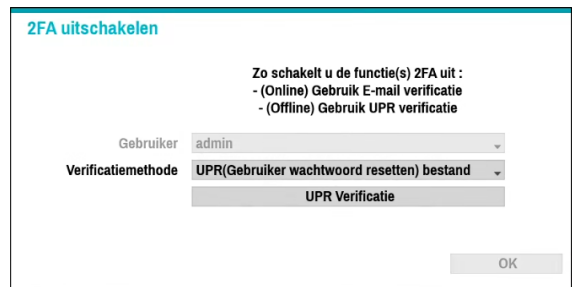 2FA uitschakelen
Zo schakelt u de functie(s) 2FA uit :
- (Online) Gebruik E-mail verificatie
- (Offline) Gebruik UPR verificatie
Gebruiker admin
Verificatiemethode UPR(Gebruiker wachtwoord resetten) bestand
UPR Verificatie
OK